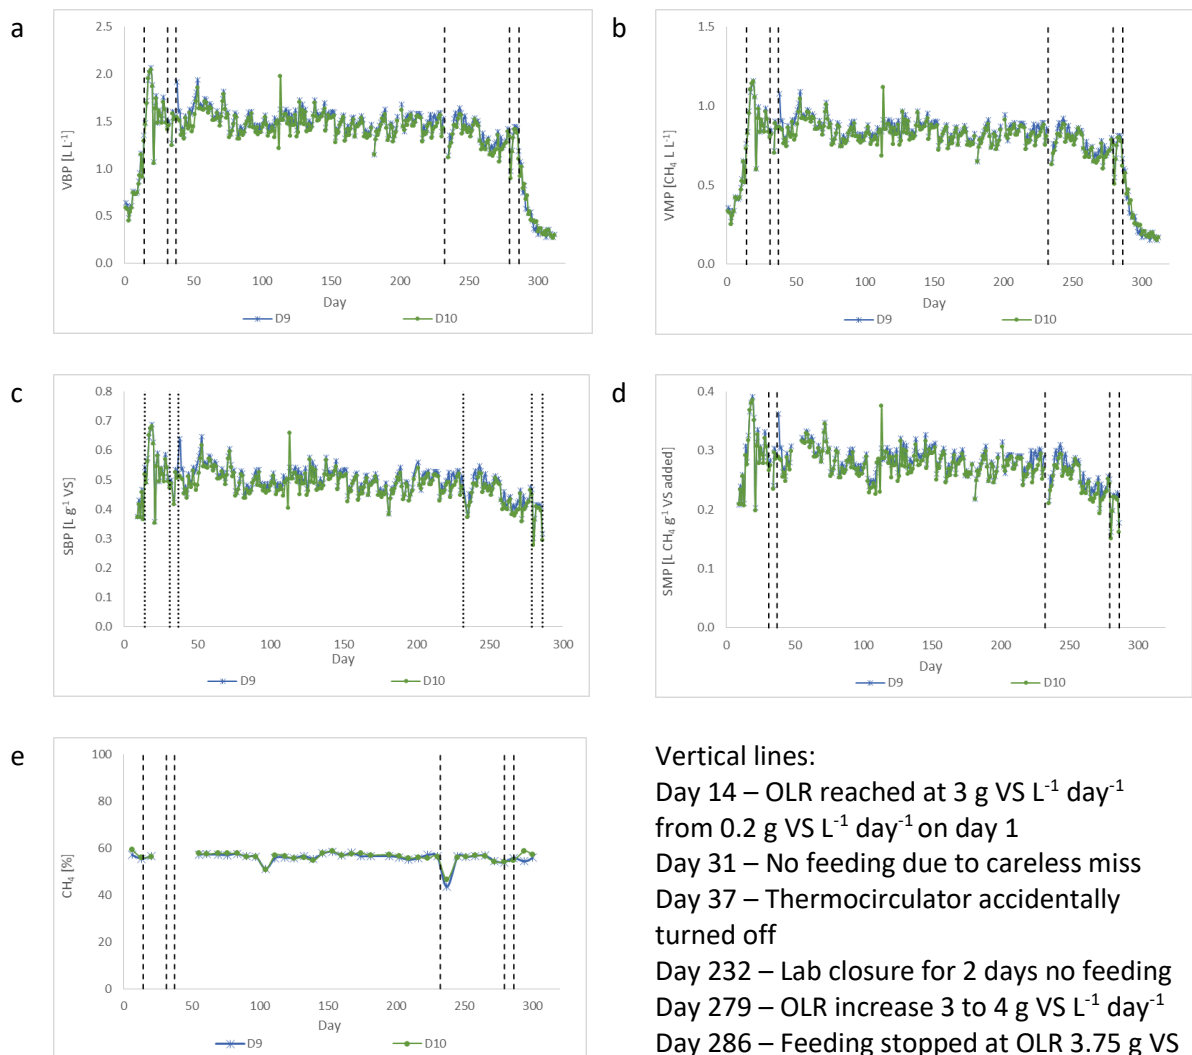 a
2.5
2.0
1.5
1.0
0.5
0.0
VBP [L L-1]
0 50 100 150 200 250 300
Day
D9 D10
b
1.5
1.0
0.5
0.0
VMP [CH4 L L-1]
0 50 100 150 200 250 300
Day
D9 D10
c
0.8
0.7
0.6
0.5
0.4
0.3
0.2
0.1
0.0
SBP [L g-1 VS]
0 50 100 150 200 250 300
Day
D9 D10
d
0.4
0.3
0.2
0.1
0.0
SMP [L CH4 g-1 VS added]
0 50 100 150 200 250 300
Day
D9 D10
e
100
80
60
40
20
0
CH4 [%]
0 50 100 150 200 250 300
Day
D9 D10
Vertical lines:
Day 14 – OLR reached at 3 g VS L-1 day-1
from 0.2 g VS L-1 day-1 on day 1
Day 31 – No feeding due to careless miss
Day 37 – Thermocirculator accidentally
turned off
Day 232 – Lab closure for 2 days no feeding
Day 279 – OLR increase 3 to 4 g VS L-1 day-1
Day 286 – Feeding stopped at OLR 3.75 g VS